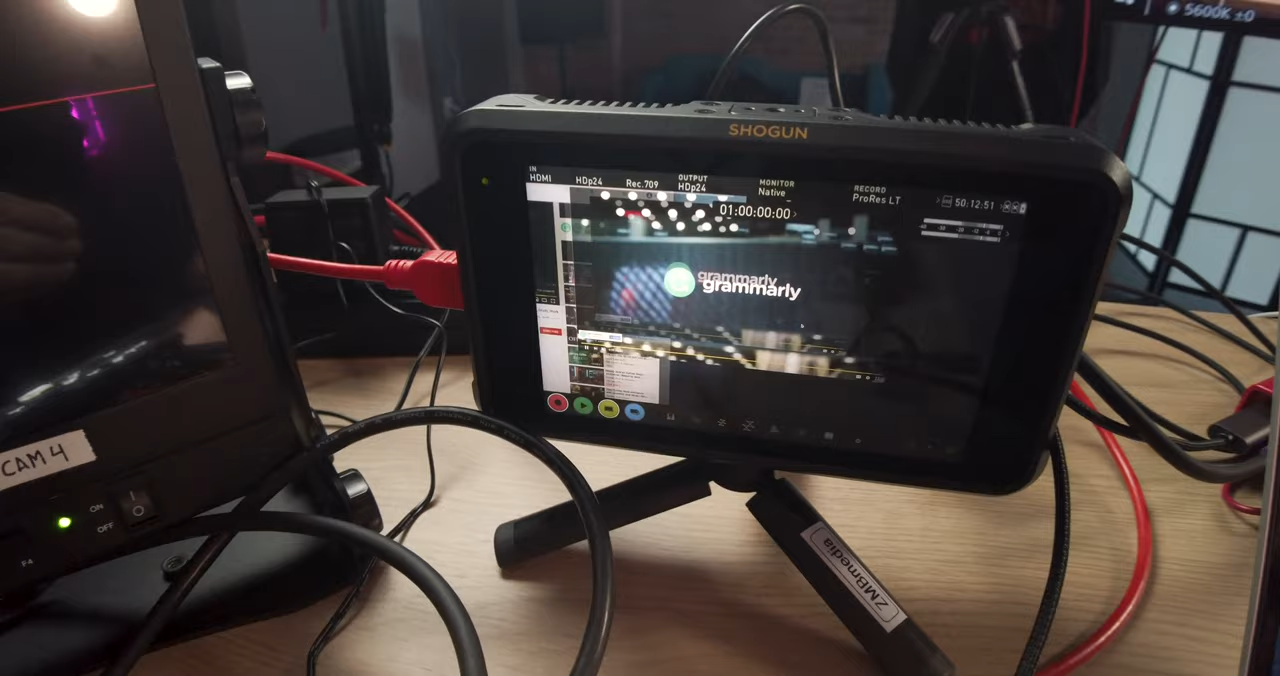 5600K ±0
SHOGUN
IN
HDMI
HDp24
Rec.709
OUTPUT
HDp24
MONITOR
Native
RECORD
ProRes LT
50:12:51
01:00:00:00
grammarly
grammarly
CAM 4
ON
OFF
F4
ZMBmedia